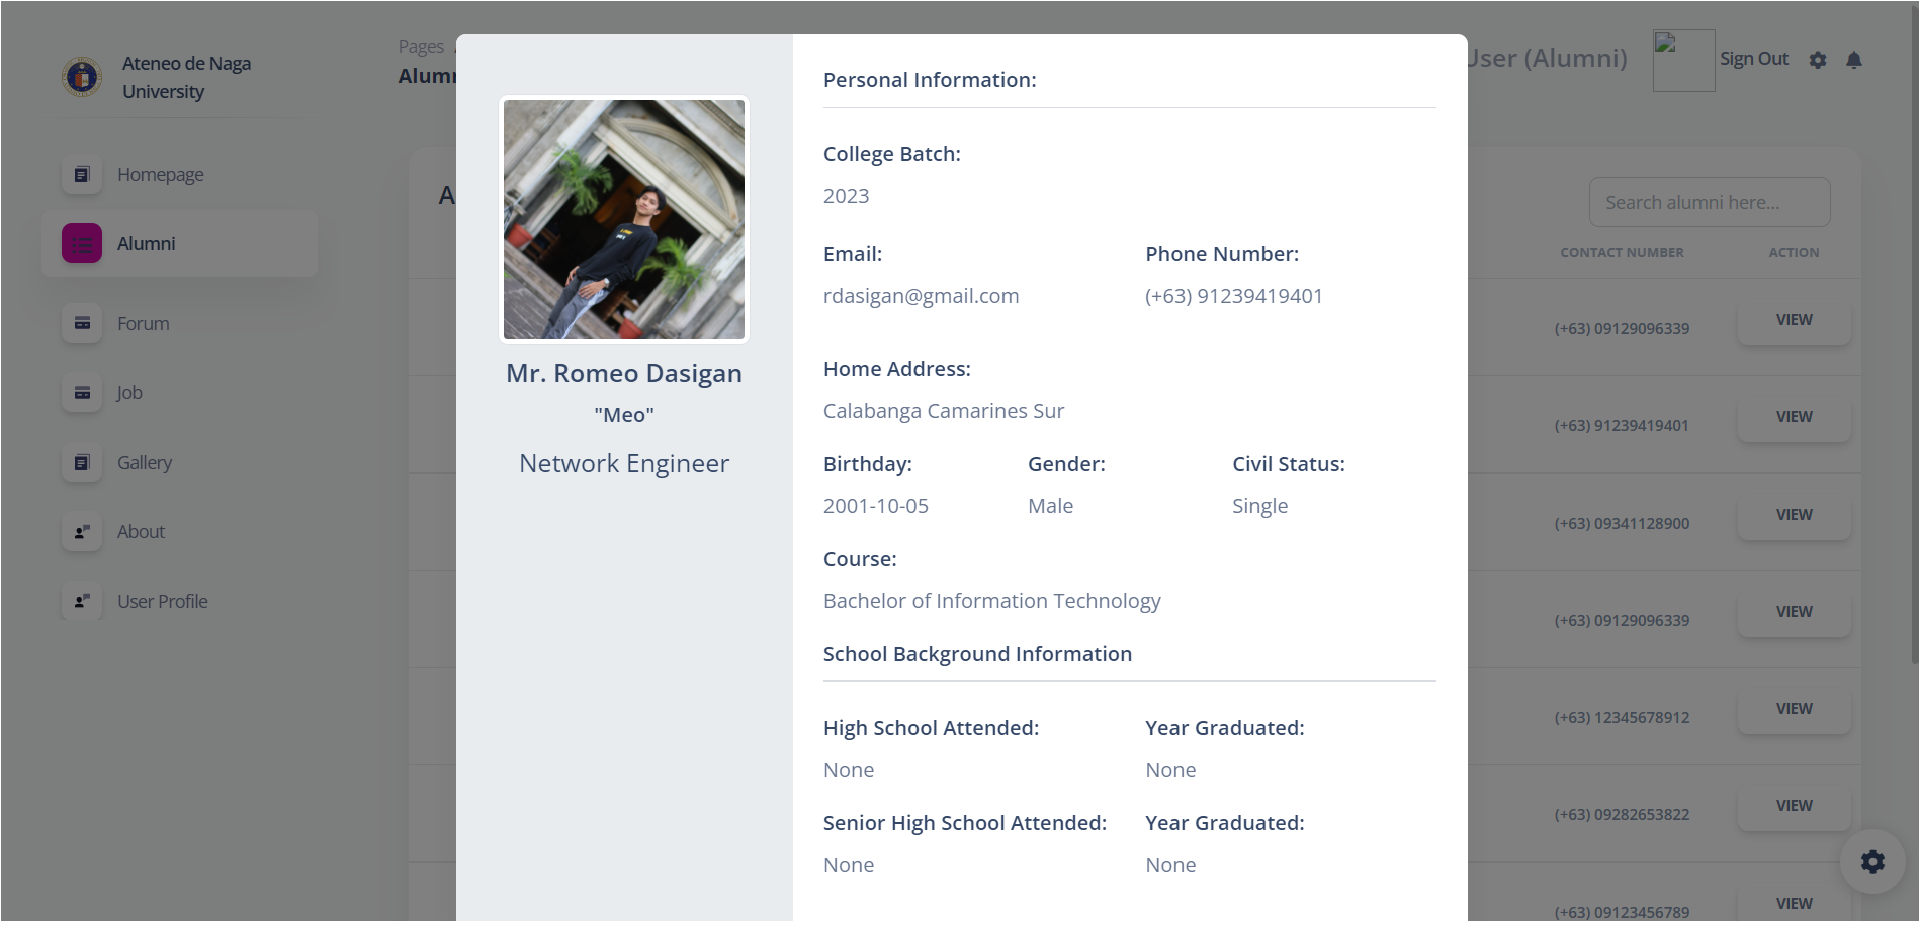 Ateneo de Naga
University
Homepage
Alumni
Forum
Job
Gallery
About
User Profile
Pages
User (Alumni)
Sign Out
Search alumni here...
CONTACT NUMBER
ACTION
(+63) 09129096339
VIEW
(+63) 91239419401
VIEW
(+63) 09341128900
VIEW
(+63) 09129096339
VIEW
(+63) 12345678912
VIEW
(+63) 09282653822
VIEW
(+63) 09123456789
VIEW
Mr. Romeo Dasigan
"Meo"
Network Engineer
Personal Information:
College Batch:
2023
Email:
Phone Number:
rdasigan@gmail.com
(+63) 91239419401
Home Address:
Calabanga Camarines Sur
Birthday:
Gender:
Civil Status:
2001-10-05
Male
Single
Course:
Bachelor of Information Technology
School Background Information
High School Attended:
Year Graduated:
None
None
Senior High School Attended:
Year Graduated:
None
None